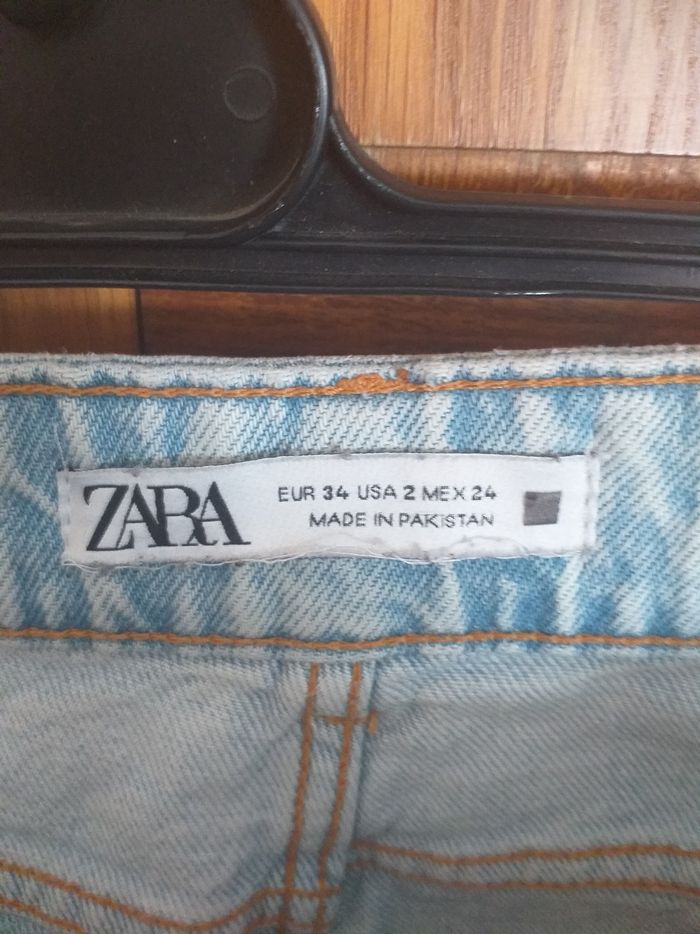 ZARA
EUR 34 USA 2 MEX 24
MADE IN PAKISTAN